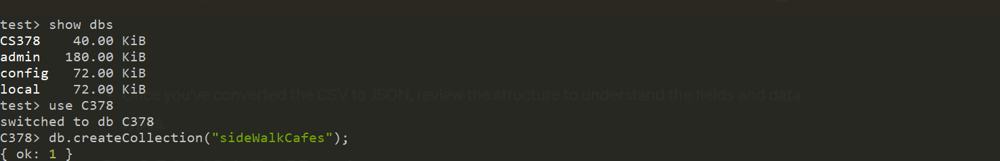 test> show dbs
CS378    40.00 KiB
admin   180.00 KiB
config   72.00 KiB
local    72.00 KiB
Once you've converted the CSV to JSON, review the structure to understand the fields and data
test> use C378
switched to db C378
C378> db.createCollection("sideWalkCafes");
{ ok: 1 }